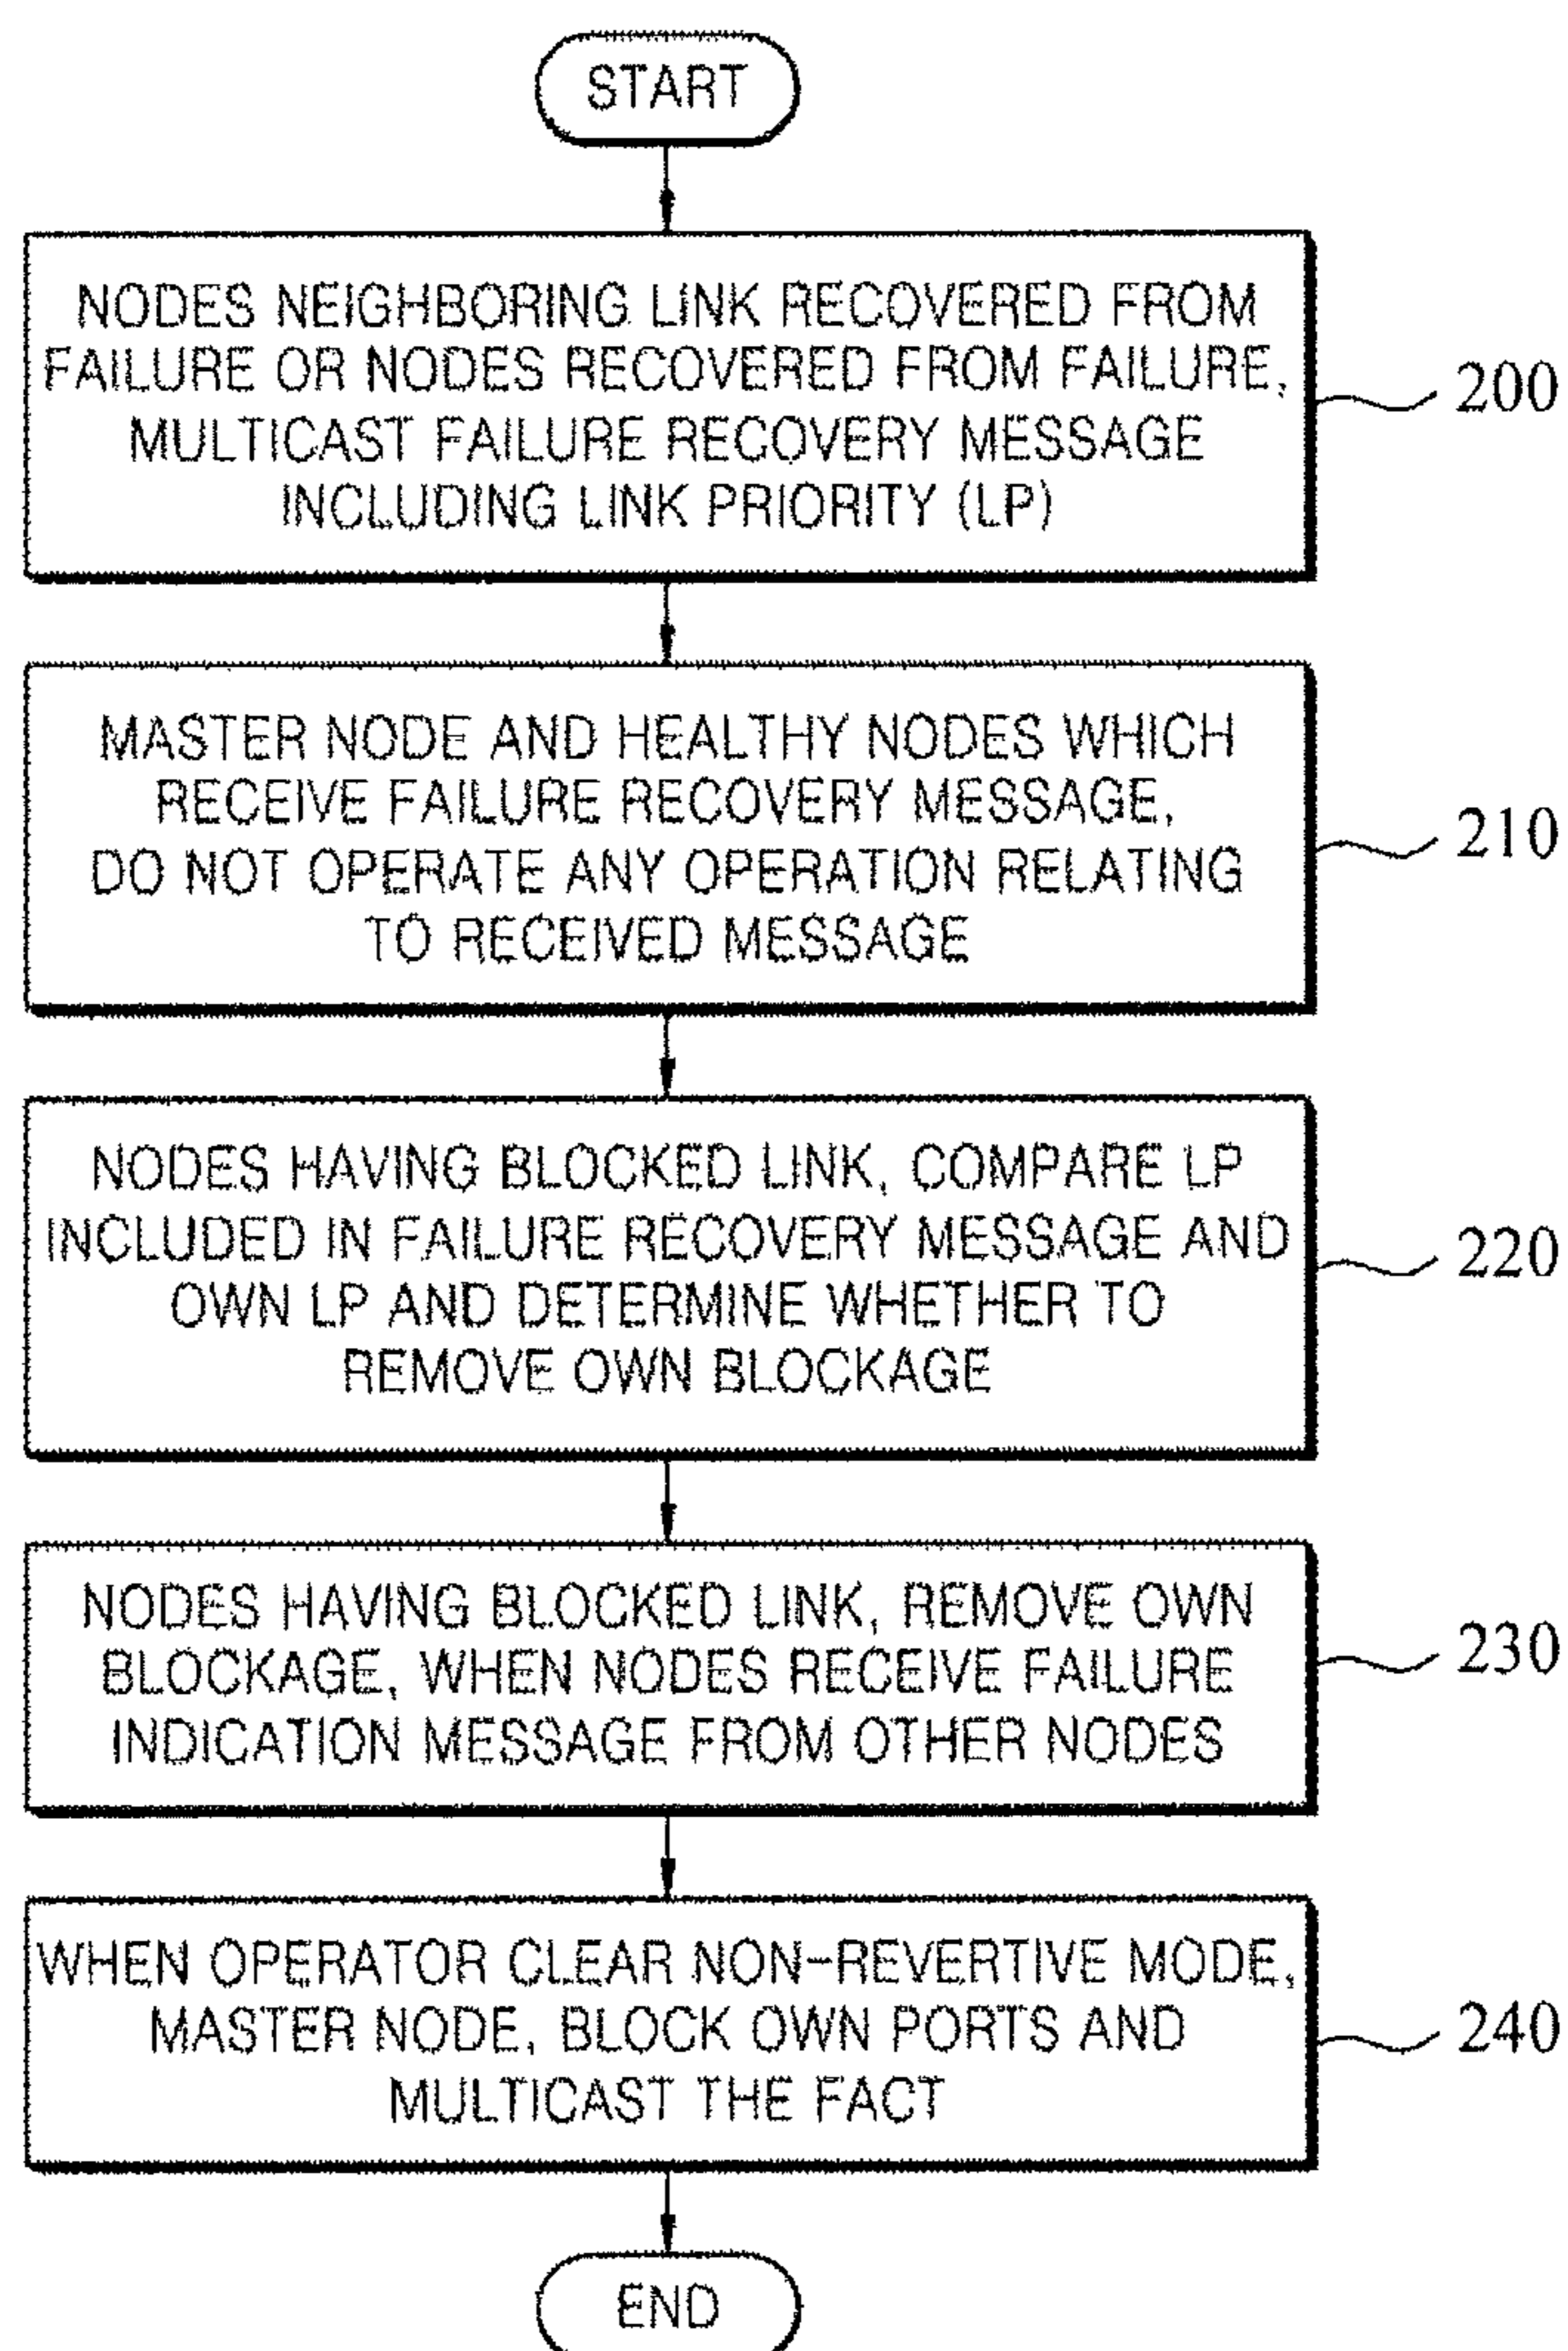 START
NODES NEIGHBORING LINK RECOVERED FROM
FAILURE OR NODES RECOVERED FROM FAILURE,
MULTICAST FAILURE RECOVERY MESSAGE
INCLUDING LINK PRIORITY (LP)
200
MASTER NODE AND HEALTHY NODES WHICH
RECEIVE FAILURE RECOVERY MESSAGE,
DO NOT OPERATE ANY OPERATION RELATING
TO RECEIVED MESSAGE
210
NODES HAVING BLOCKED LINK, COMPARE LP
INCLUDED IN FAILURE RECOVERY MESSAGE AND
OWN LP AND DETERMINE WHETHER TO
REMOVE OWN BLOCKAGE
220
NODES HAVING BLOCKED LINK, REMOVE OWN
BLOCKAGE, WHEN NODES RECEIVE FAILURE
INDICATION MESSAGE FROM OTHER NODES
230
WHEN OPERATOR CLEAR NON-REVERTIVE MODE,
MASTER NODE, BLOCK OWN PORTS AND
MULTICAST THE FACT
240
END